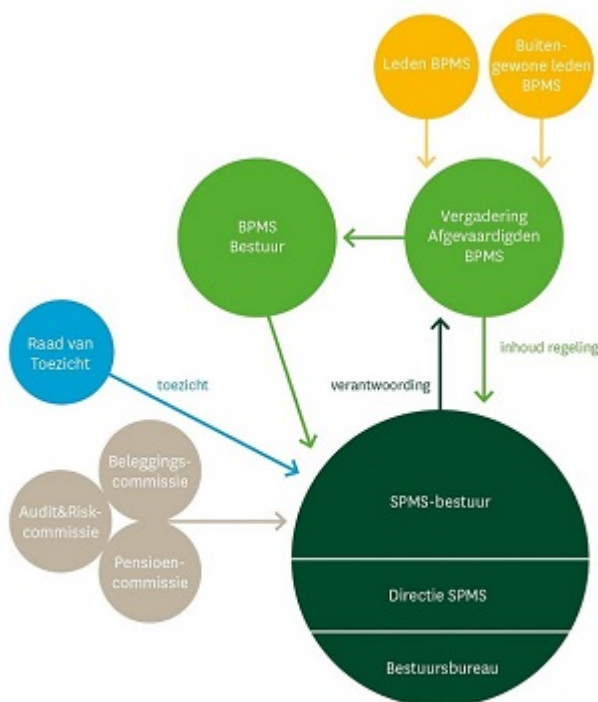 Leden BPMS
Buiten-
gewone leden
BPMS
BPMS
Bestuur
Vergadering
Afgevaardigden
BPMS
Raad van
Toezicht
toezicht
verantwoording
inhoud regeling
Beleggings-
commissie
Audit&Risk-
commissie
Pensioen-
commissie
SPMS-bestuur
Directie SPMS
Bestuursbureau